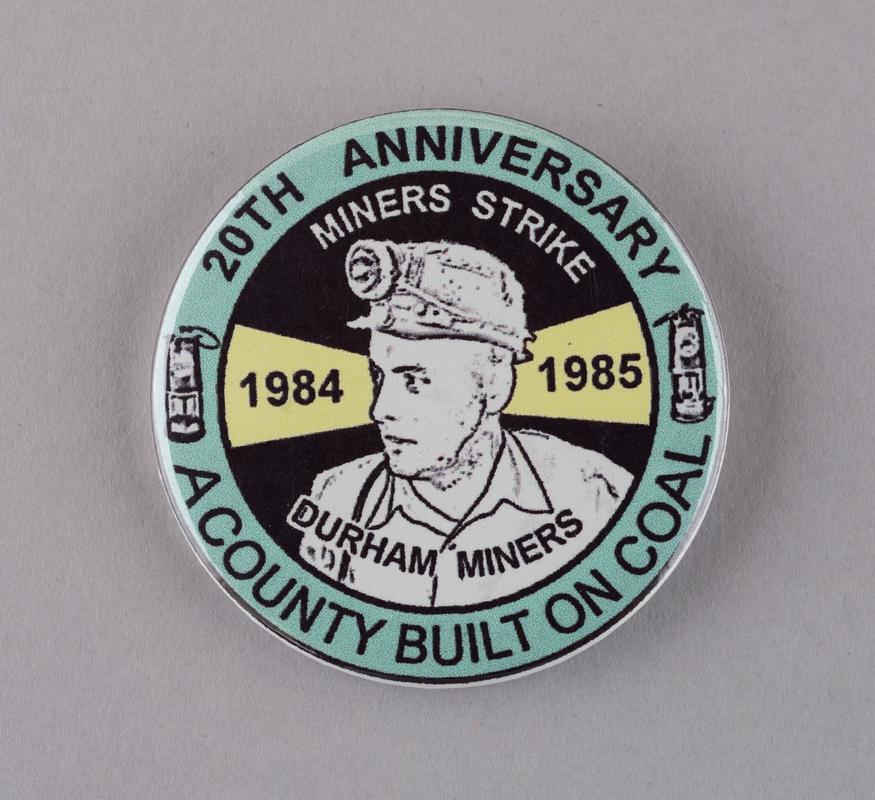 20TH ANNIVERSARY
MINERS STRIKE
1984 1985
DURHAM MINERS
A COUNTY BUILT ON COAL